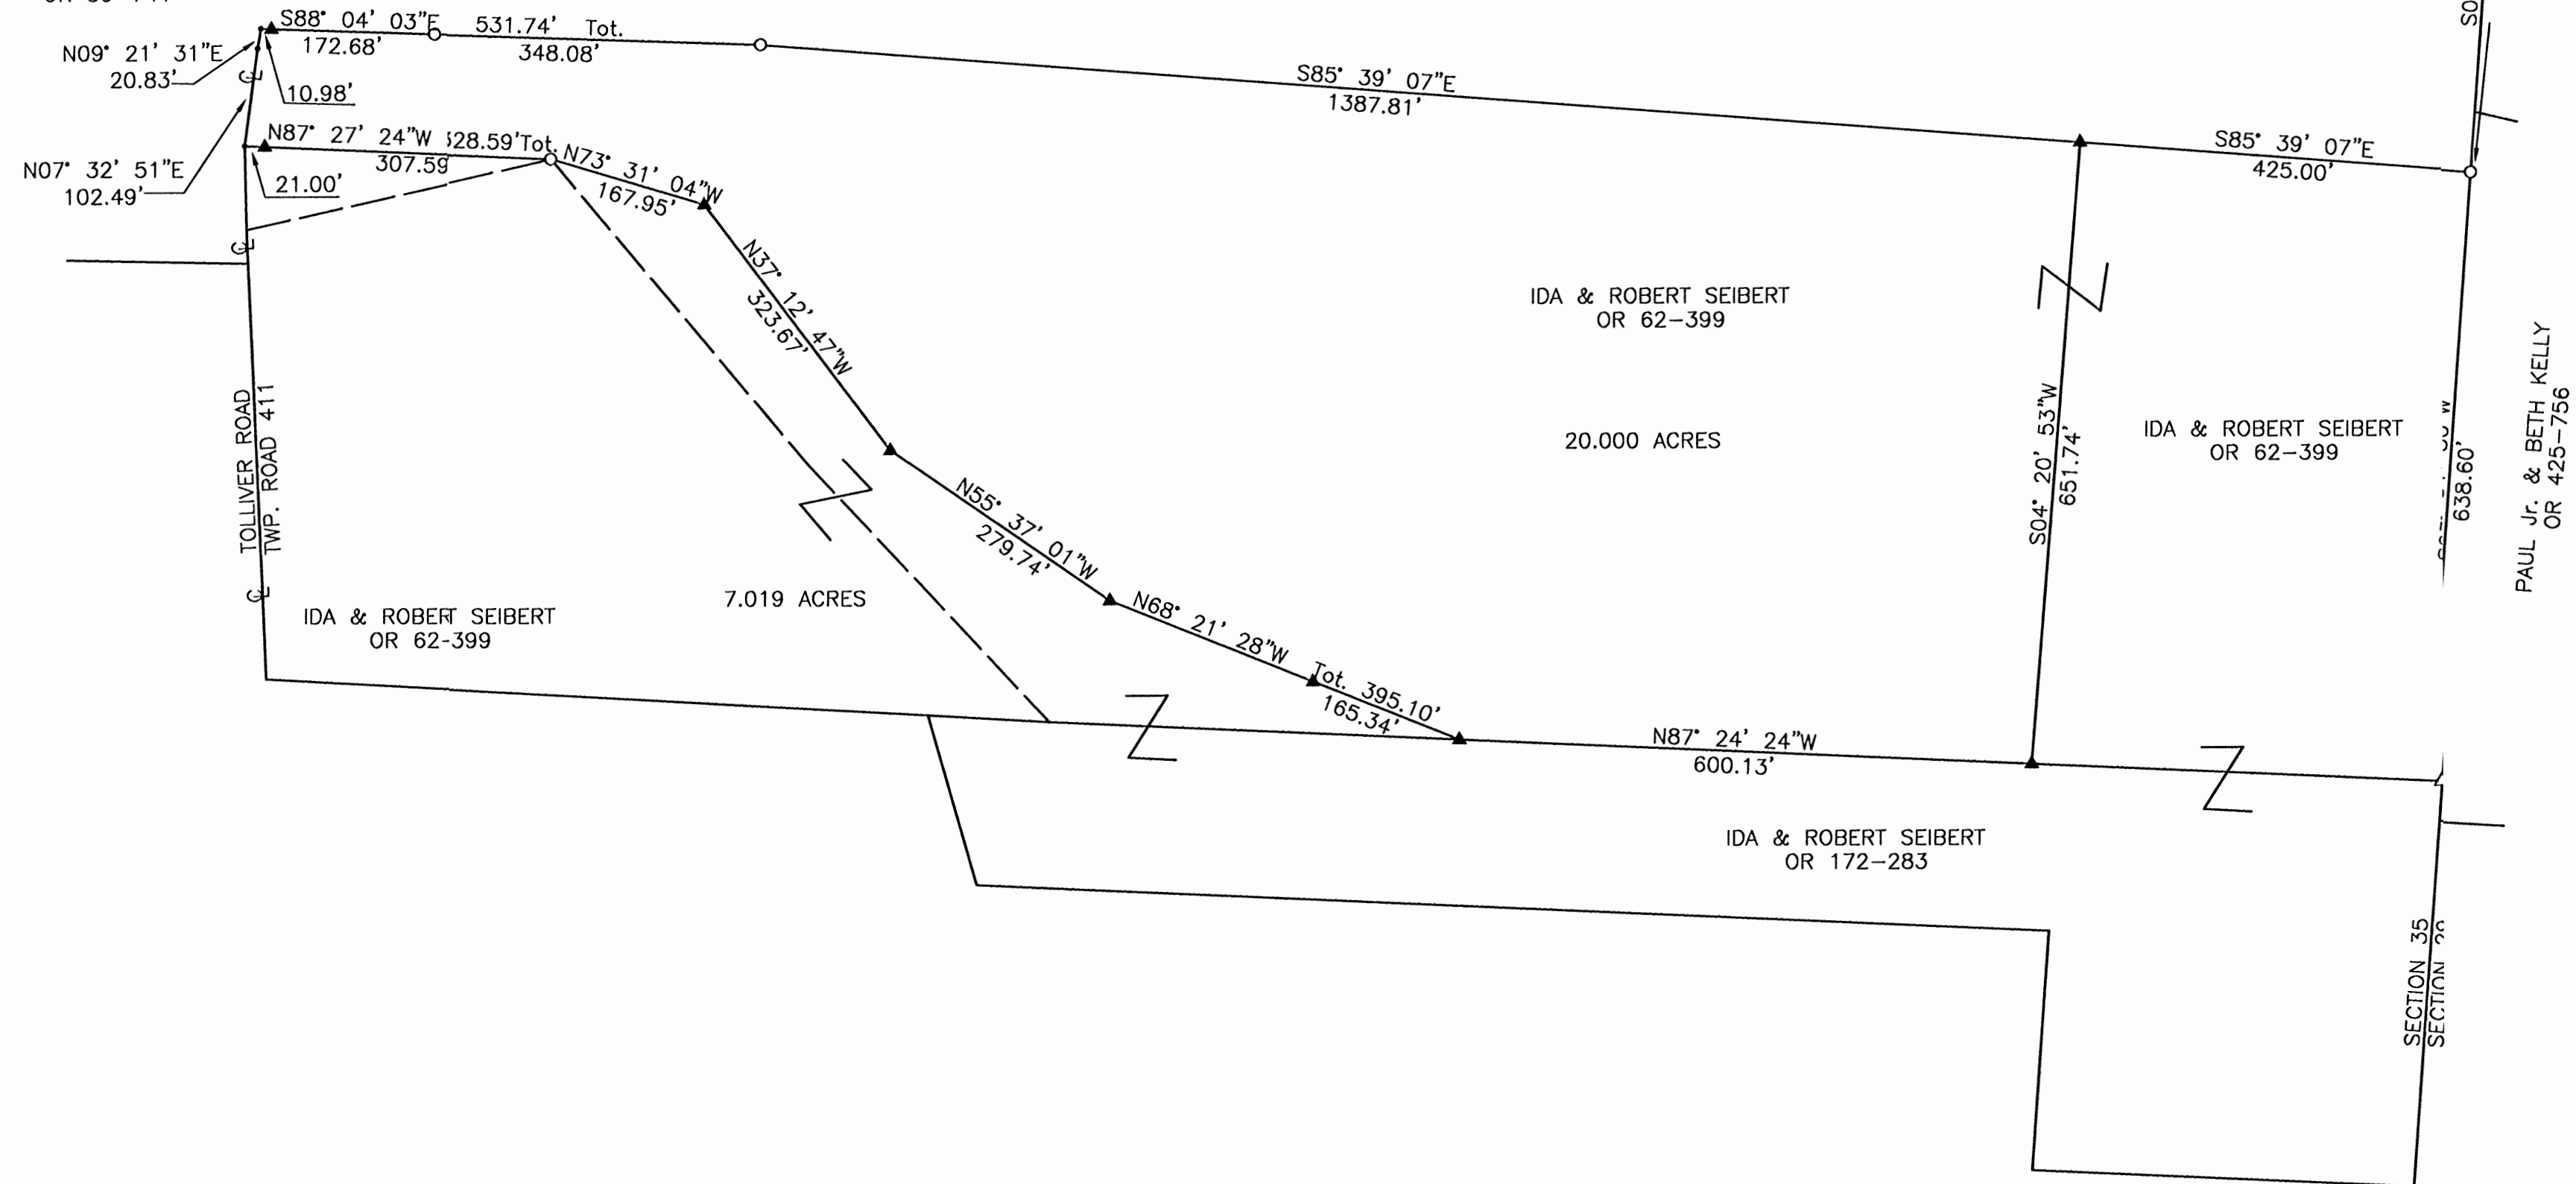 S88° 04' 03"E 531.74' Tot.
172.68' 348.08'
N09° 21' 31"E
20.83'
10.98'
S85° 39' 07"E
1387.81'
S85° 39' 07"E
425.00'
N87° 27' 24"W 28.59'Tot.
307.59
N07° 32' 51"E
102.49'
21.00'
N73° 31' 04"W
167.95'
N37° 12' 47"W
323.67'
IDA & ROBERT SEIBERT
OR 62-399
20.000 ACRES
S04° 20' 53"W
651.74'
IDA & ROBERT SEIBERT
OR 62-399
638.60'
PAUL Jr. & BETH KELLY
OR 425-756
TOLLIVER ROAD
TWP. ROAD 411
N55° 37' 01"W
279.74'
7.019 ACRES
IDA & ROBERT SEIBERT
OR 62-399
N68° 21' 28"W Tot. 395.10'
165.34'
N87° 24' 24"W
600.13'
IDA & ROBERT SEIBERT
OR 172-283
SECTION 35
SECTION